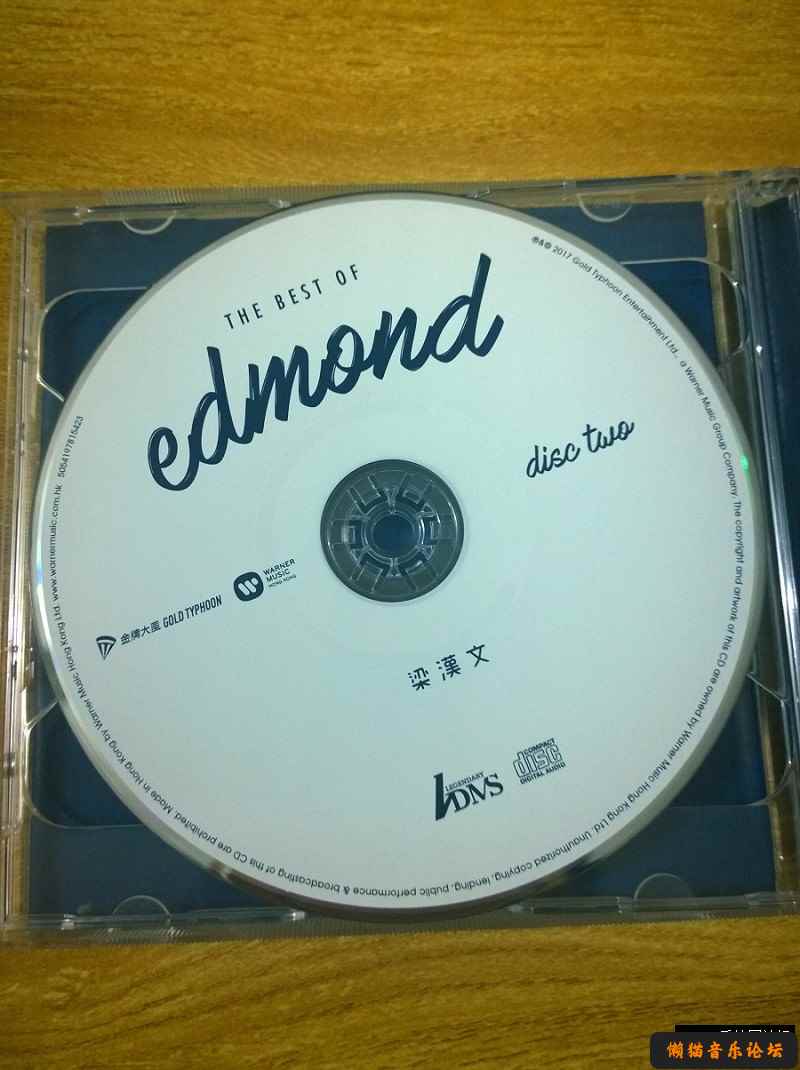 THE BEST OF
edmond
disc two
金牌大風 GOLD TYPHOON
WARNER
MUSIC
HONG KONG
梁漢文
LEGENDARY
DMS
COMPACT
disc
DIGITAL AUDIO
℗&© 2017 Gold Typhoon Entertainment Ltd., a Warner Music Group Company. The copyright and artwork of this CD are owned by Warner Music Hong Kong Ltd. Unauthorized copying, lending, public performance & broadcasting of this CD are prohibited. Made in Hong Kong by Warner Music Hong Kong Ltd. www.warnermusic.com.hk 5054197815423
懒猫音乐论坛